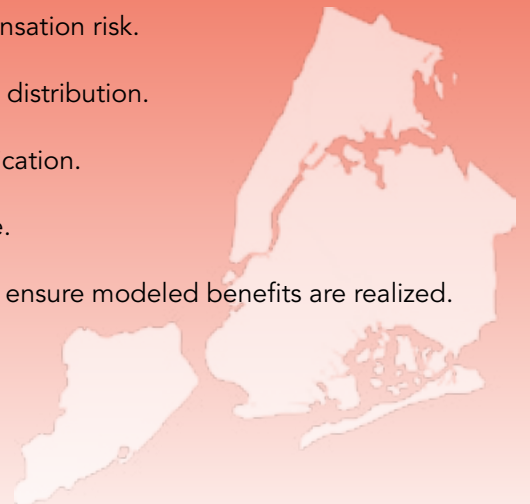 nsation risk.
distribution.
cation.
e.
ensure modeled benefits are realized.